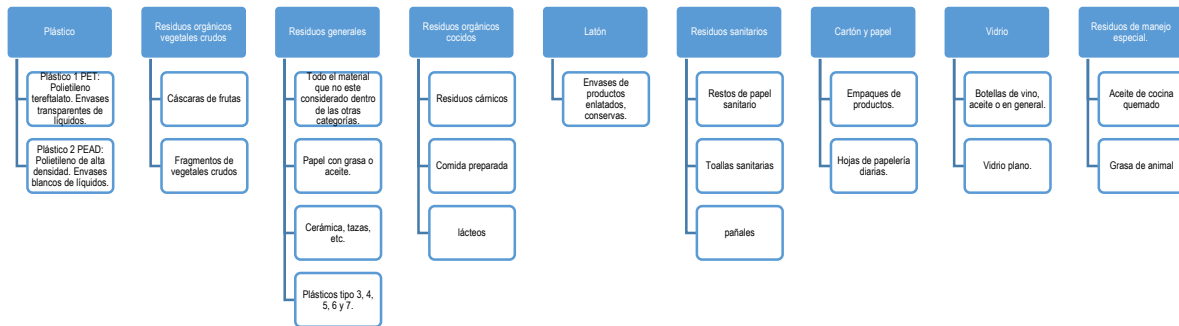 Plástico
Plástico 1 PET:
Polietileno
tereftalato. Envases
transparentes de
líquidos.
Plástico 2 PEAD:
Polietileno de alta
densidad. Envases
blancos de líquidos.
Residuos orgánicos
vegetales crudos
Cáscaras de frutas
Fragmentos de
vegetales crudos
Residuos generales
Todo el material
que no este
considerado dentro
de las otras
categorías.
Papel con grasa o
aceite.
Cerámica, tazas,
etc.
Plásticos tipo 3, 4,
5, 6 y 7.
Residuos orgánicos
cocidos
Residuos cárnicos
Comida preparada
lácteos
Latón
Envases de
productos
enlatados,
conservas.
Residuos sanitarios
Restos de papel
sanitario
Toallas sanitarias
pañales
Cartón y papel
Empaques de
productos.
Hojas de papelería
diarias.
Vidrio
Botellas de vino,
aceite o en general.
Vidrio plano.
Residuos de manejo
especial.
Aceite de cocina
quemado
Grasa de animal